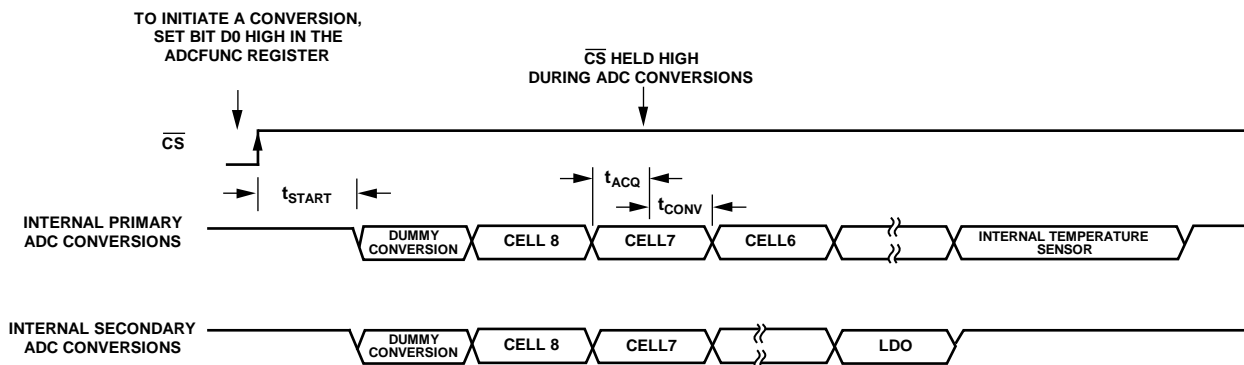 TO INITIATE A CONVERSION,
SET BIT D0 HIGH IN THE
ADCFUNC REGISTER
CS HELD HIGH
DURING ADC CONVERSIONS
CS
tSTART
tACQ
tCONV
INTERNAL PRIMARY
ADC CONVERSIONS
DUMMY
CONVERSION
CELL 8
CELL7
CELL6
INTERNAL TEMPERATURE
SENSOR
INTERNAL SECONDARY
ADC CONVERSIONS
DUMMY
CONVERSION
CELL 8
CELL7
LDO